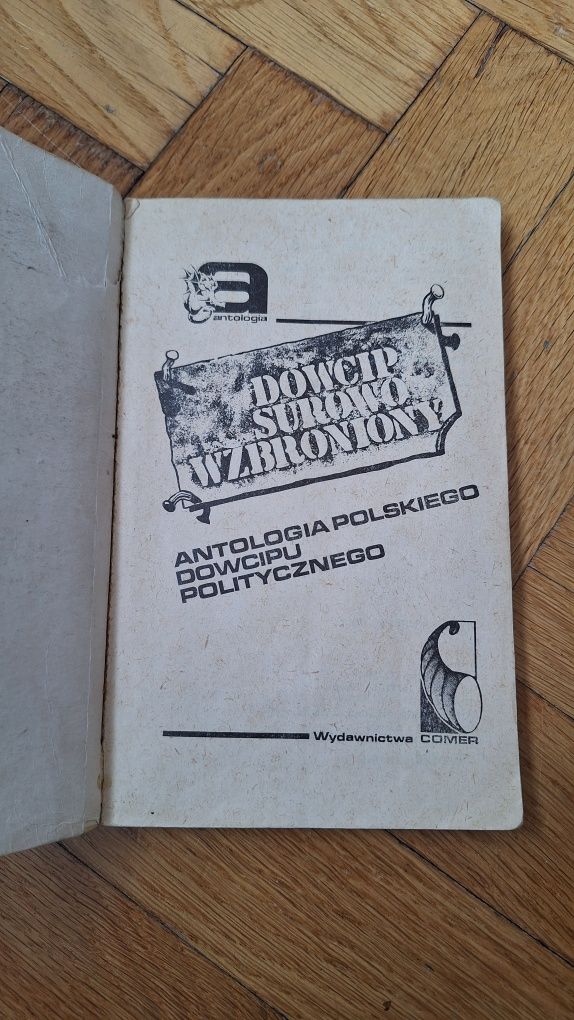 a
antologia
DOWCIP
SUROWO
WZBRONIONY
ANTOLOGIA POLSKIEGO
DOWCIPU
POLITYCZNEGO
Wydawnictwa COMER